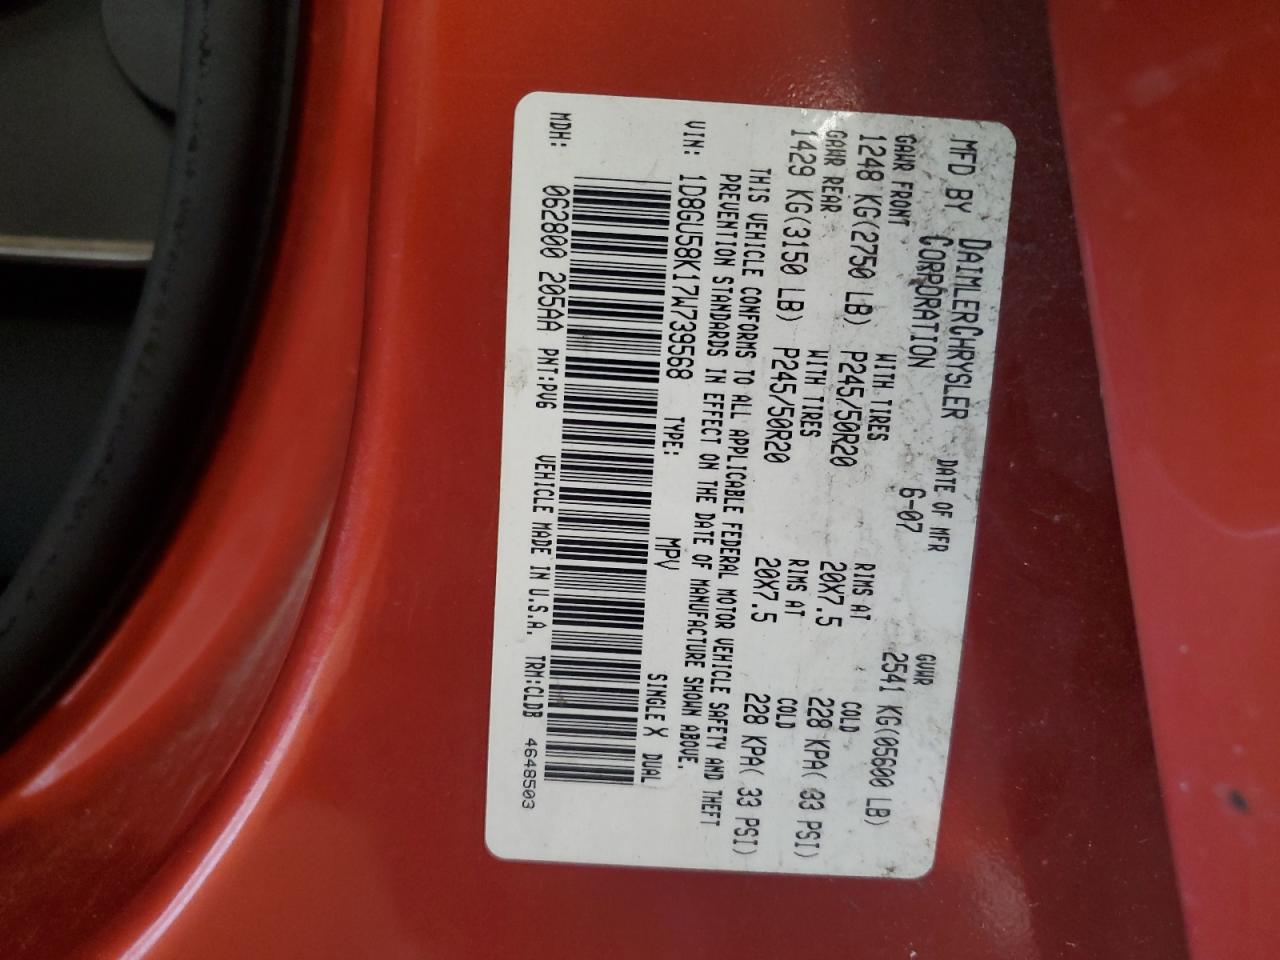 MFD BY DAIMLERCHRYSLER CORPORATION DATE OF MFR 6-07 GVWR 2541 KG(05600 LB)
GAWR FRONT WITH TIRES RIMS AT COLD
1248 KG(2750 LB) P245/50R20 20X7.5 228 KPA( 33 PSI)
GAWR REAR WITH TIRES RIMS AT COLD
1429 KG(3150 LB) P245/50R20 20X7.5 228 KPA( 33 PSI)
THIS VEHICLE CONFORMS TO ALL APPLICABLE FEDERAL MOTOR VEHICLE SAFETY AND THEFT
PREVENTION STANDARDS IN EFFECT ON THE DATE OF MANUFACTURE SHOWN ABOVE.
VIN: 1D8GU58K17W739568 TYPE: MPV SINGLE X DUAL
MDH: 062800 205AA PNT:PVG VEHICLE MADE IN U.S.A. TRM:CLDB 4648503